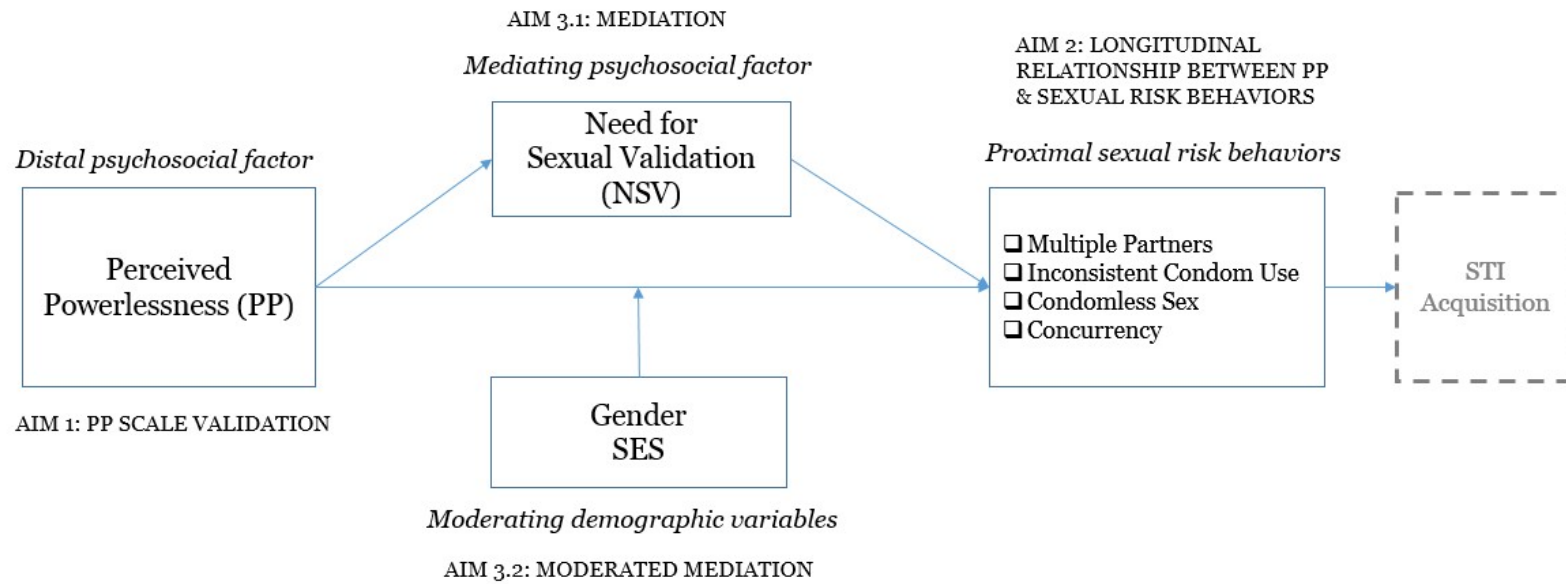 AIM 3.1: MEDIATION
Mediating psychosocial factor
Need for
Sexual Validation
(NSV)
AIM 2: LONGITUDINAL
RELATIONSHIP BETWEEN PP
& SEXUAL RISK BEHAVIORS
Distal psychosocial factor
Perceived
Powerlessness (PP)
AIM 1: PP SCALE VALIDATION
Proximal sexual risk behaviors
❑ Multiple Partners
❑ Inconsistent Condom Use
❑ Condomless Sex
❑ Concurrency
STI
Acquisition
Gender
SES
Moderating demographic variables
AIM 3.2: MODERATED MEDIATION